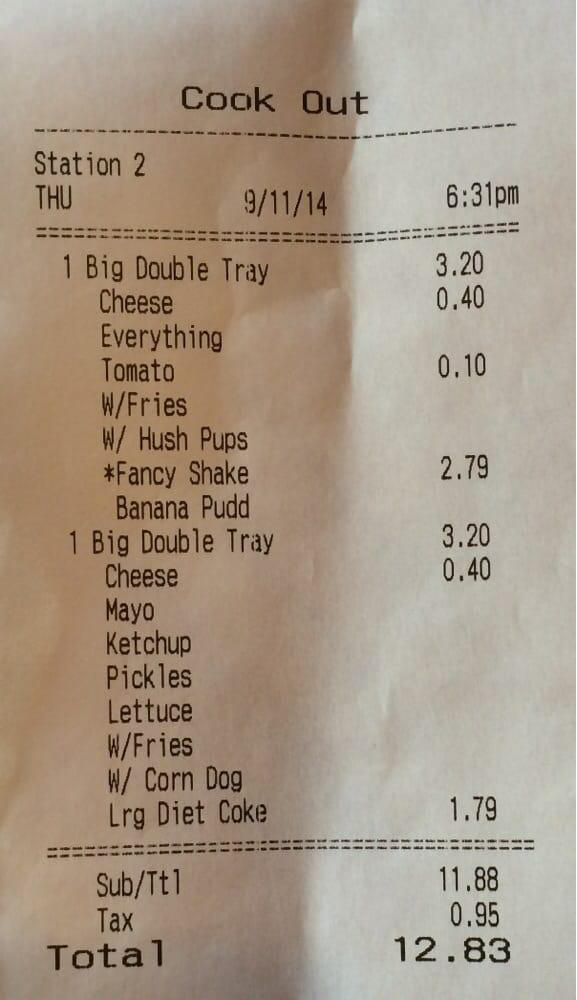 Cook Out
Station 2
THU 9/11/14 6:31pm
1 Big Double Tray 3.20
Cheese 0.40
Everything
Tomato 0.10
W/Fries
W/ Hush Pups
*Fancy Shake 2.79
Banana Pudd
1 Big Double Tray 3.20
Cheese 0.40
Mayo
Ketchup
Pickles
Lettuce
W/Fries
W/ Corn Dog
Lrg Diet Coke 1.79
Sub/Ttl 11.88
Tax 0.95
Total 12.83